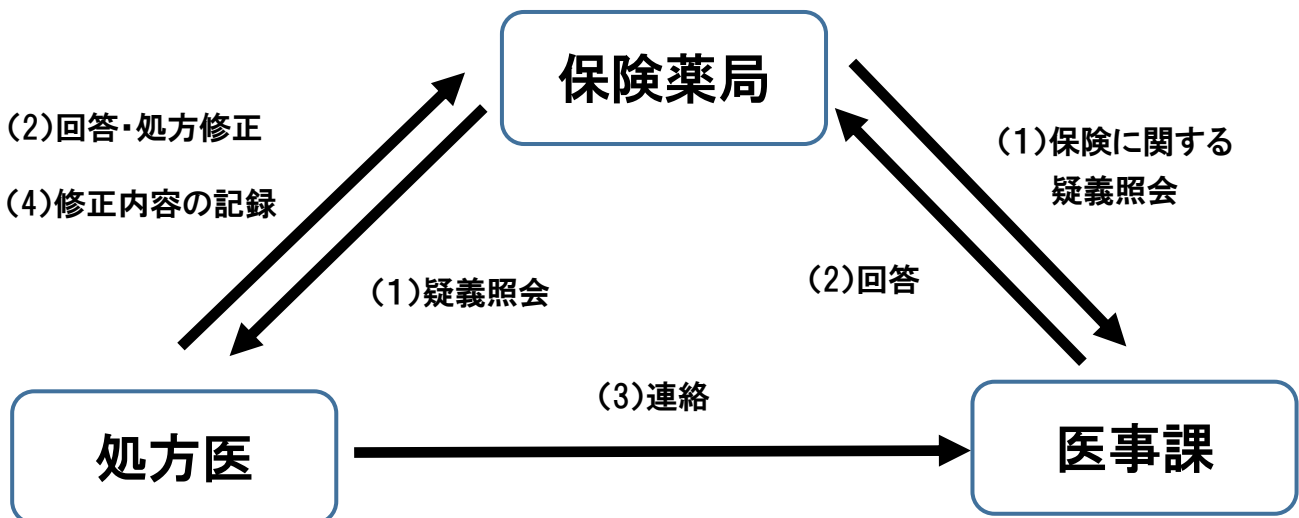 保険薬局
(2)回答・処方修正
(4)修正内容の記録
(1)保険に関する
疑義照会
(1)疑義照会
(2)回答
(3)連絡
処方医
医事課